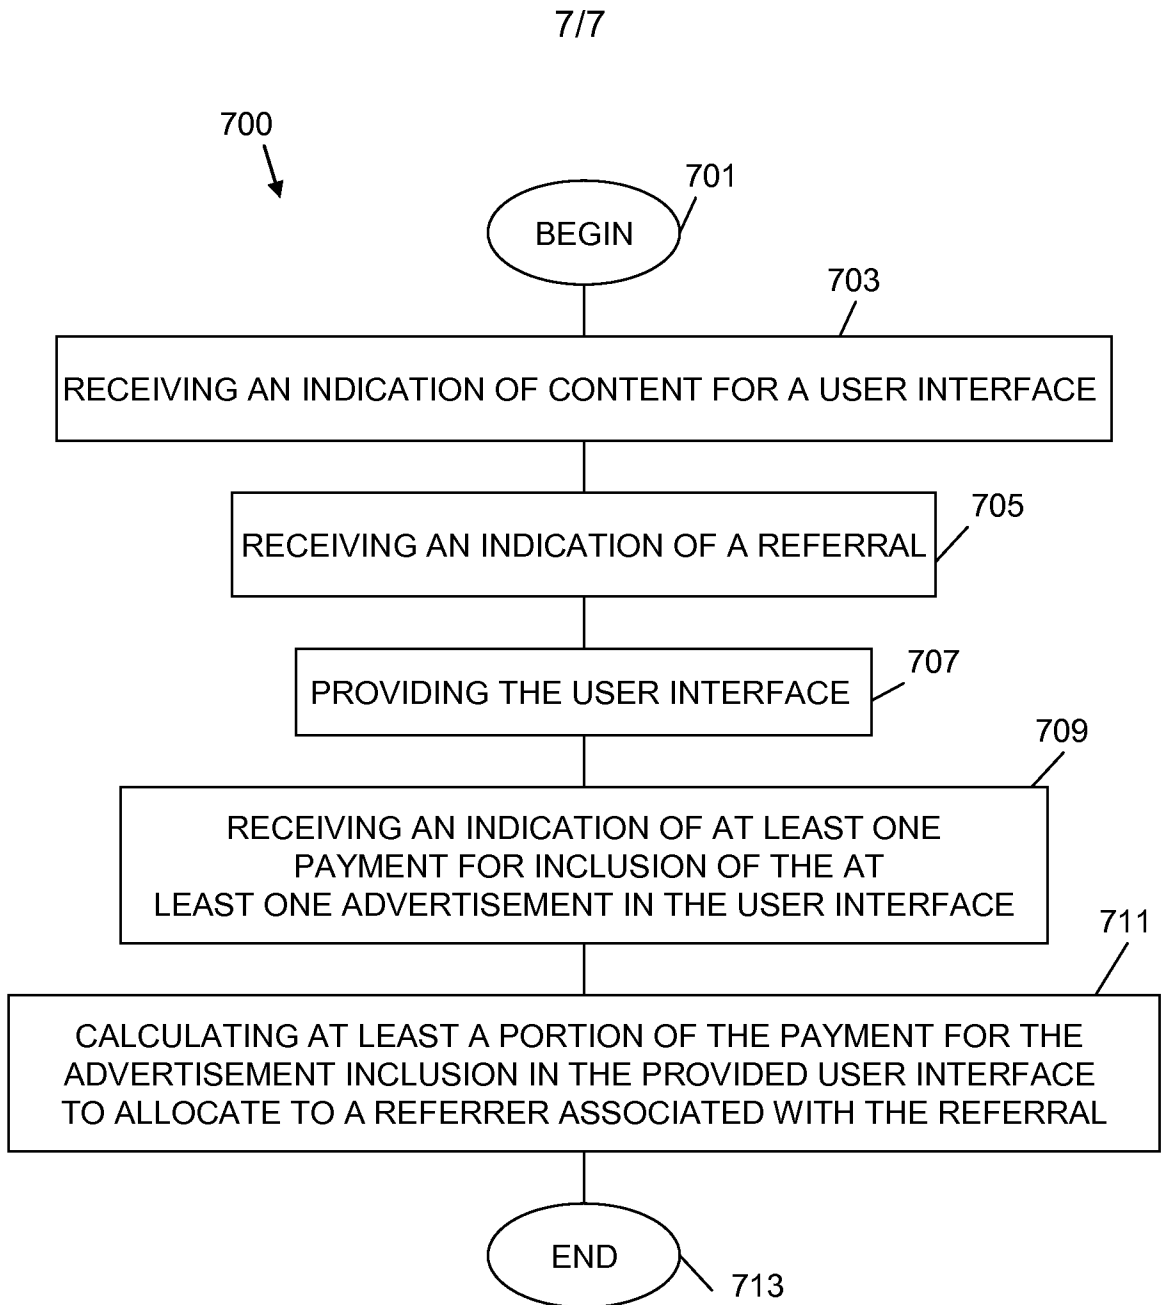 7/7
700
701
BEGIN
703
RECEIVING AN INDICATION OF CONTENT FOR A USER INTERFACE
705
RECEIVING AN INDICATION OF A REFERRAL
707
PROVIDING THE USER INTERFACE
709
RECEIVING AN INDICATION OF AT LEAST ONE
PAYMENT FOR INCLUSION OF THE AT
LEAST ONE ADVERTISEMENT IN THE USER INTERFACE
711
CALCULATING AT LEAST A PORTION OF THE PAYMENT FOR THE
ADVERTISEMENT INCLUSION IN THE PROVIDED USER INTERFACE
TO ALLOCATE TO A REFERRER ASSOCIATED WITH THE REFERRAL
END
713